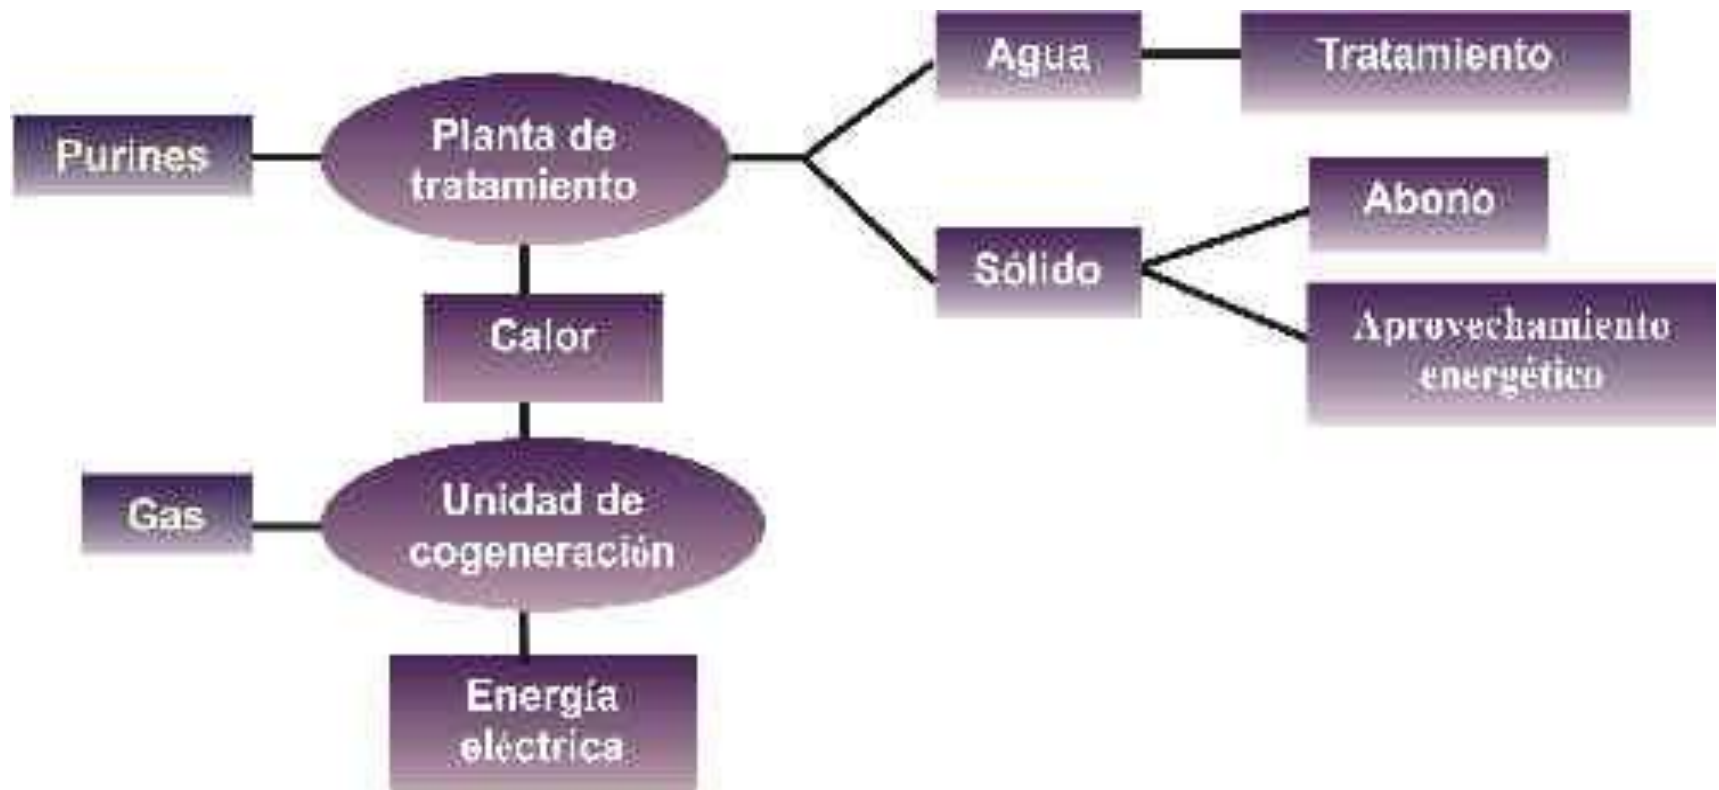 Purines
Planta de
tratamiento
Agua
Tratamiento
Sólido
Abono
Aprovechamiento
energético
Calor
Gas
Unidad de
cogeneración
Energía
eléctrica